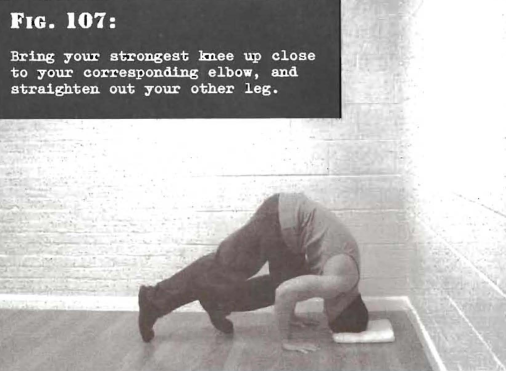 Fig. 107:
Bring your strongest knee up close
to your corresponding elbow, and
straighten out your other leg.